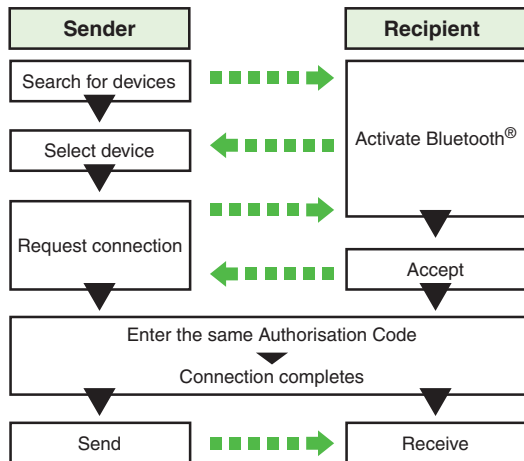 Sender
Recipient
Search for devices
Activate Bluetooth®
Select device
Request connection
Accept
Enter the same Authorisation Code
Connection completes
Send
Receive